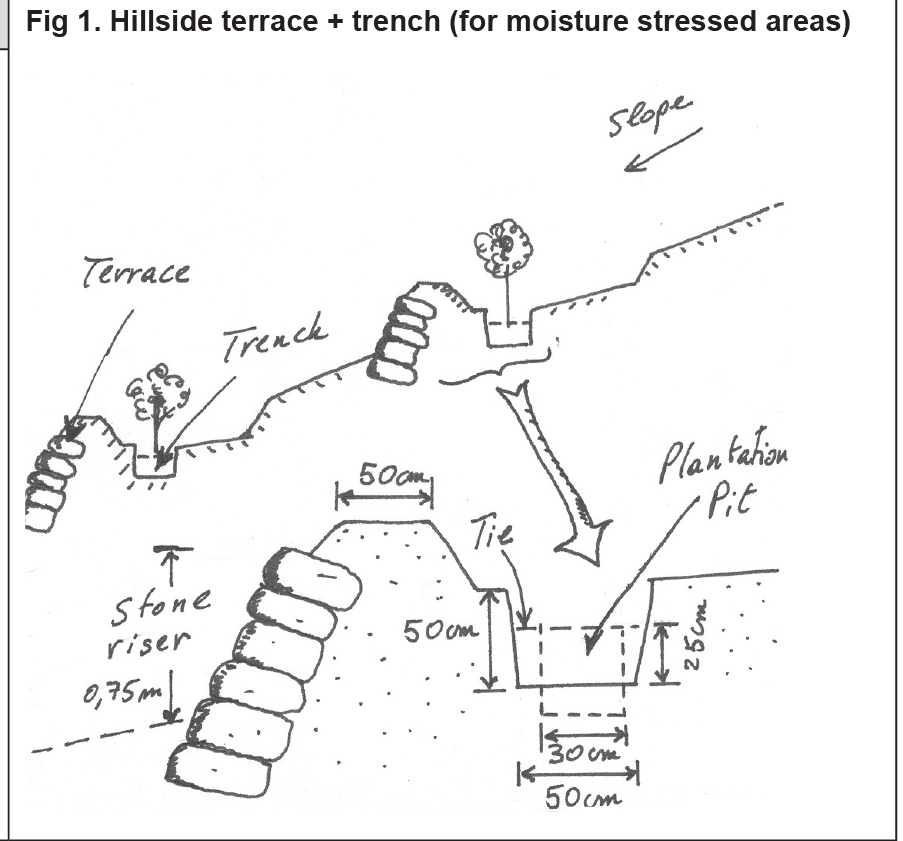 Fig 1. Hillside terrace + trench (for moisture stressed areas)
Slope
Terrace
Trench
50cm
Plantation
Pit
Tie
Stone
riser
0,75m
50cm
25cm
30cm
50cm